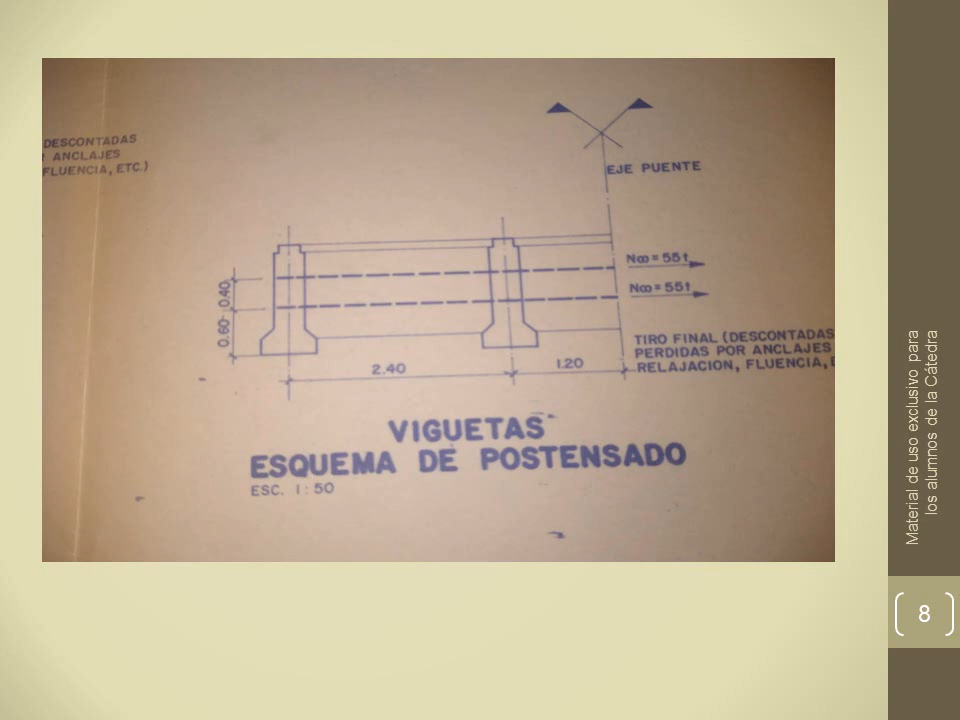 DESCONTADAS
ANCLAJES
FLUENCIA, ETC.)
EJE PUENTE
N∞ = 55 t
N∞ = 55 t
0.40
0.60
TIRO FINAL (DESCONTADAS
PERDIDAS POR ANCLAJES
RELAJACION, FLUENCIA,
2.40
1.20
VIGUETAS
ESQUEMA DE POSTENSADO
ESC. 1:50
Material de uso exclusivo para
los alumnos de la Cátedra
8